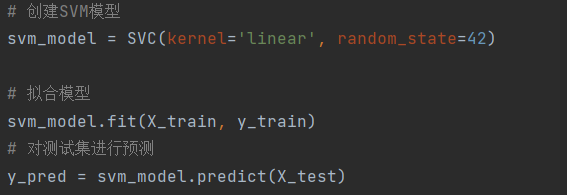 # 创建SVM模型
svm_model = SVC(kernel='linear', random_state=42)
# 拟合模型
svm_model.fit(X_train, y_train)
# 对测试集进行预测
y_pred = svm_model.predict(X_test)